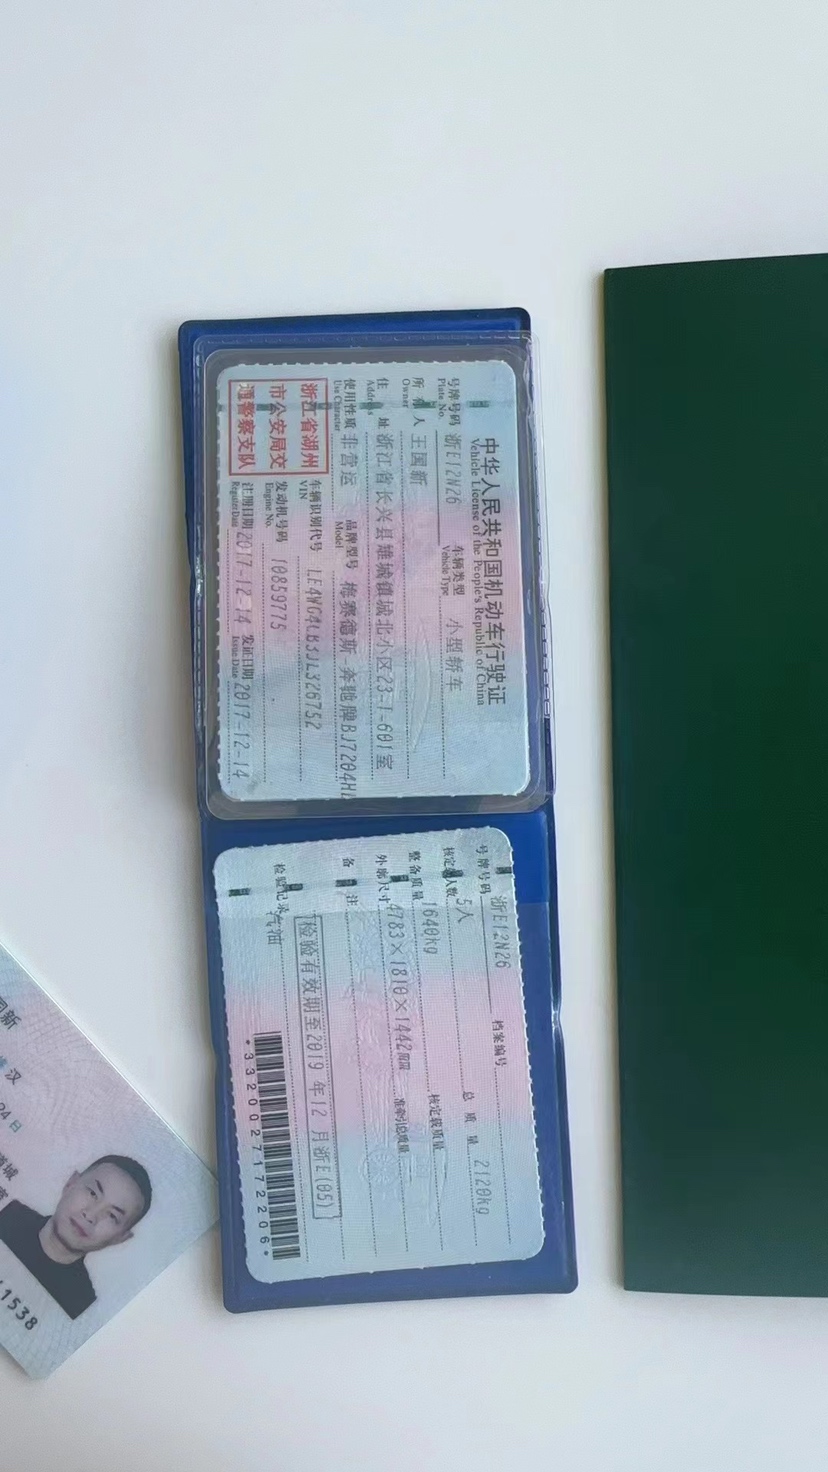 中华人民共和国机动车行驶证
Vehicle License of the People's Republic of China
号牌号码 浙E12N26 车辆类型 小型轿车
Plate No. Vehicle Type
所有人 王国新
Owner
住址 浙江省长兴县雉城镇城北小区23-1-601室
Address
使用性质 非营运 品牌型号 梅赛德斯-奔驰牌BJ7204H
Use Character Model
浙江省湖州
市公安局交
通警察支队
车辆识别代号 LE4WG4CB3JL326752
VIN
发动机号码 10859775
Engine No.
注册日期 2017-12-14 发证日期 2017-12-14
Register Date Issue Date
号牌号码 浙E12N26 档案编号
核定载人数 5人 总质量 2120kg
整备质量 1640kg 核定载质量
外廓尺寸 4783×1810×1442mm 准牵引总质量
备注
检验有效期至2019年12月浙E(05)
检验记录 汽油
*3320027172206*
国新
汉
24日
1538